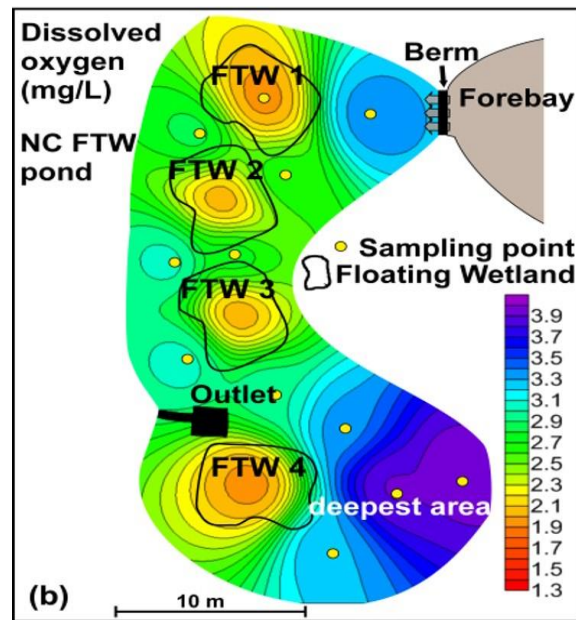 Dissolved
oxygen
(mg/L)
NC FTW
pond
FTW 1
Berm
Forebay
FTW 2
Sampling point
Floating Wetland
FTW 3
3.9
3.7
3.5
3.3
3.1
2.9
2.7
2.5
2.3
2.1
1.9
1.7
1.5
1.3
Outlet
FTW 4
deepest area
(b)
10 m